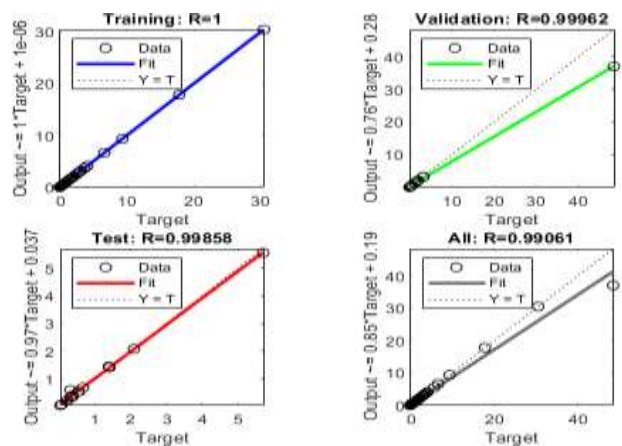 Training: R=1
Output ~= 1*Target + 1e-06
30
20
10
0
Data
Fit
Y = T
0
10
20
30
Target
Validation: R=0.99962
Output ~= 0.76*Target + 0.28
40
30
20
10
Data
Fit
Y = T
20
40
Target
Test: R=0.99858
Output ~= 0.97*Target + 0.037
5
4
3
2
1
Data
Fit
Y = T
1
2
3
4
5
Target
All: R=0.99061
Output ~= 0.85*Target + 0.19
40
30
20
10
0
Data
Fit
Y = T
0
20
40
Target